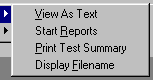 View As Text
Start Reports
Print Test Summary
Display Filename